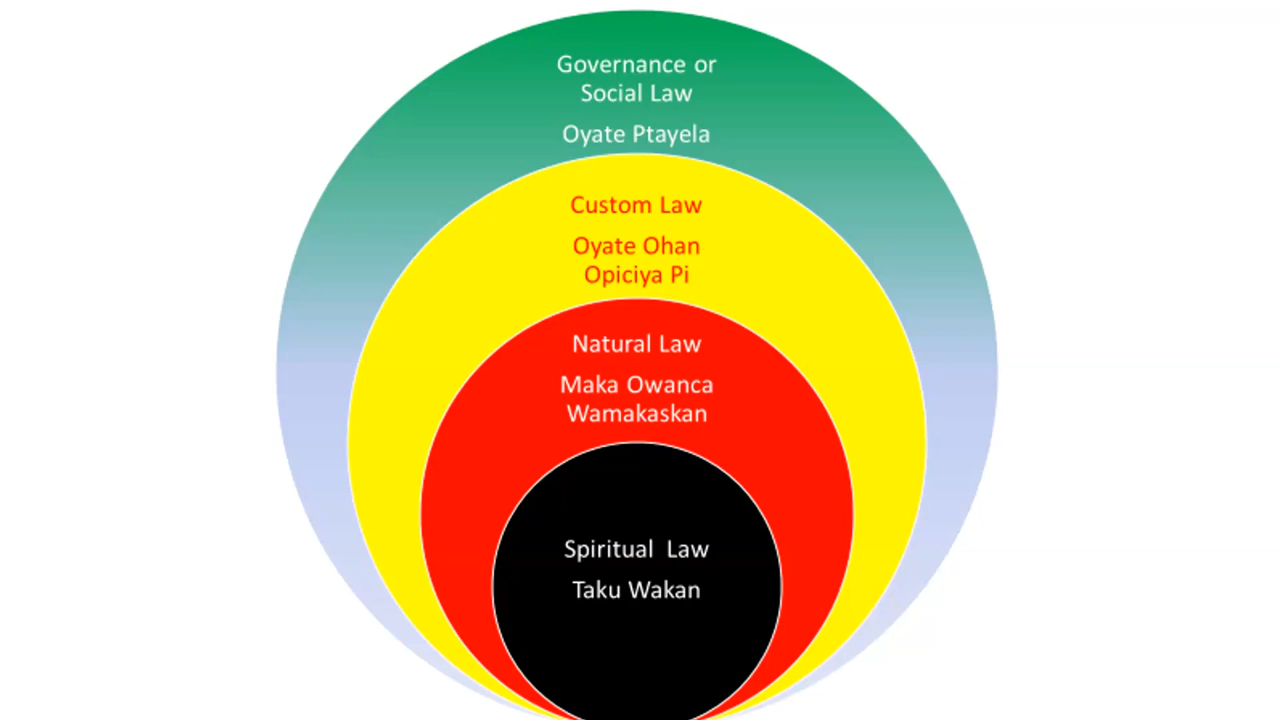 Governance or
Social Law
Oyate Ptayela
Custom Law
Oyate Ohan
Opiciya Pi
Natural Law
Maka Owanca
Wamakaskan
Spiritual Law
Taku Wakan